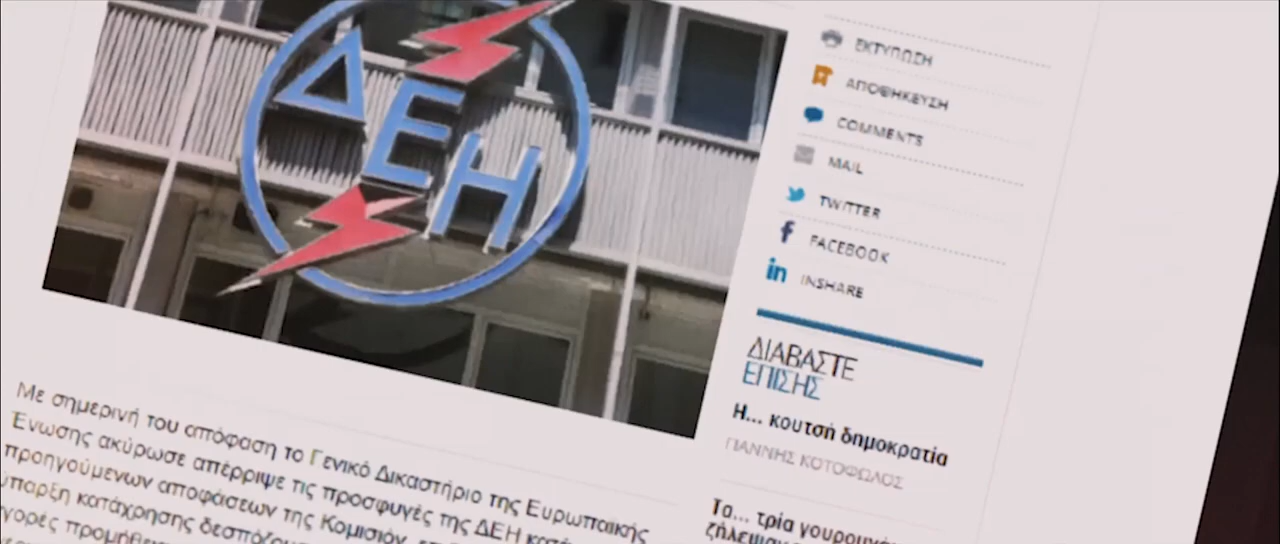 ΔΕΗ
ΕΚΤΥΠΩΣΗ
ΑΠΟΘΗΚΕΥΣΗ
COMMENTS
MAIL
TWITTER
FACEBOOK
INSHARE
ΔΙΑΒΑΣΤΕ
ΕΠΙΣΗΣ
Η... κουτσή δημοκρατία
ΓΙΑΝΝΗΣ ΚΟΤΟΦΩΛΟΣ
Τα... τρία
Με σημερινή του απόφαση το Γενικό Δικαστήριο της Ευρωπαϊκής
Ένωσης ακύρωσε απέρριψε τις προσφυγές της ΔΕΗ
προηγούμενων αποφάσεων της Κομισιόν,
κατάχρησης